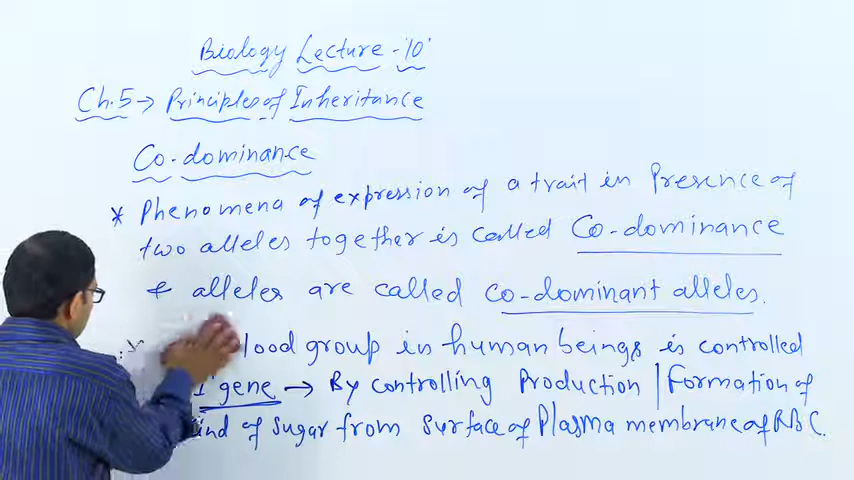 Biology Lecture - '10'
Ch.5 → Principles of Inheritance
Co-dominance
* Phenomena of expression of a trait in Presence of
two alleles together is called Co-dominance
& alleles are called Co-dominant alleles.
lood group in human beings is controlled
I gene → By controlling Production | Formation of
ind of sugar from surface of Plasma membrane of RBC.